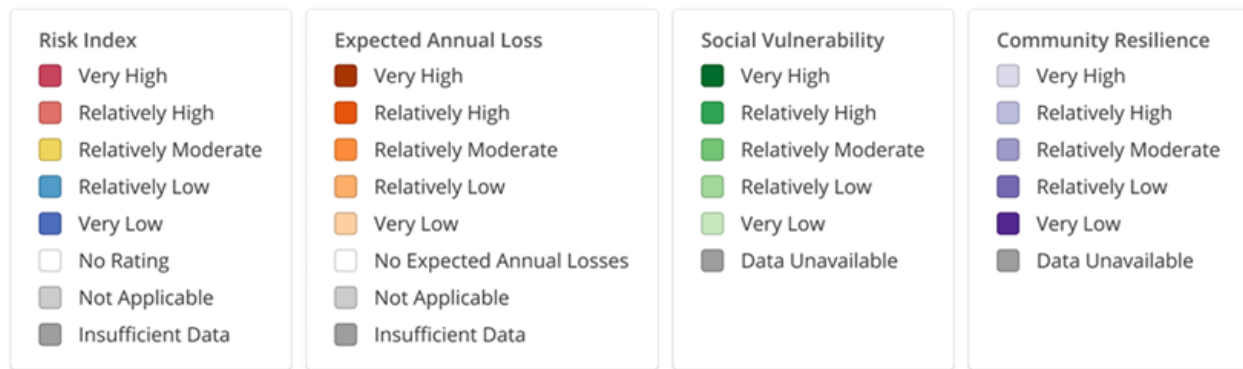 Risk Index
Very High
Relatively High
Relatively Moderate
Relatively Low
Very Low
No Rating
Not Applicable
Insufficient Data
Expected Annual Loss
Very High
Relatively High
Relatively Moderate
Relatively Low
Very Low
No Expected Annual Losses
Not Applicable
Insufficient Data
Social Vulnerability
Very High
Relatively High
Relatively Moderate
Relatively Low
Very Low
Data Unavailable
Community Resilience
Very High
Relatively High
Relatively Moderate
Relatively Low
Very Low
Data Unavailable